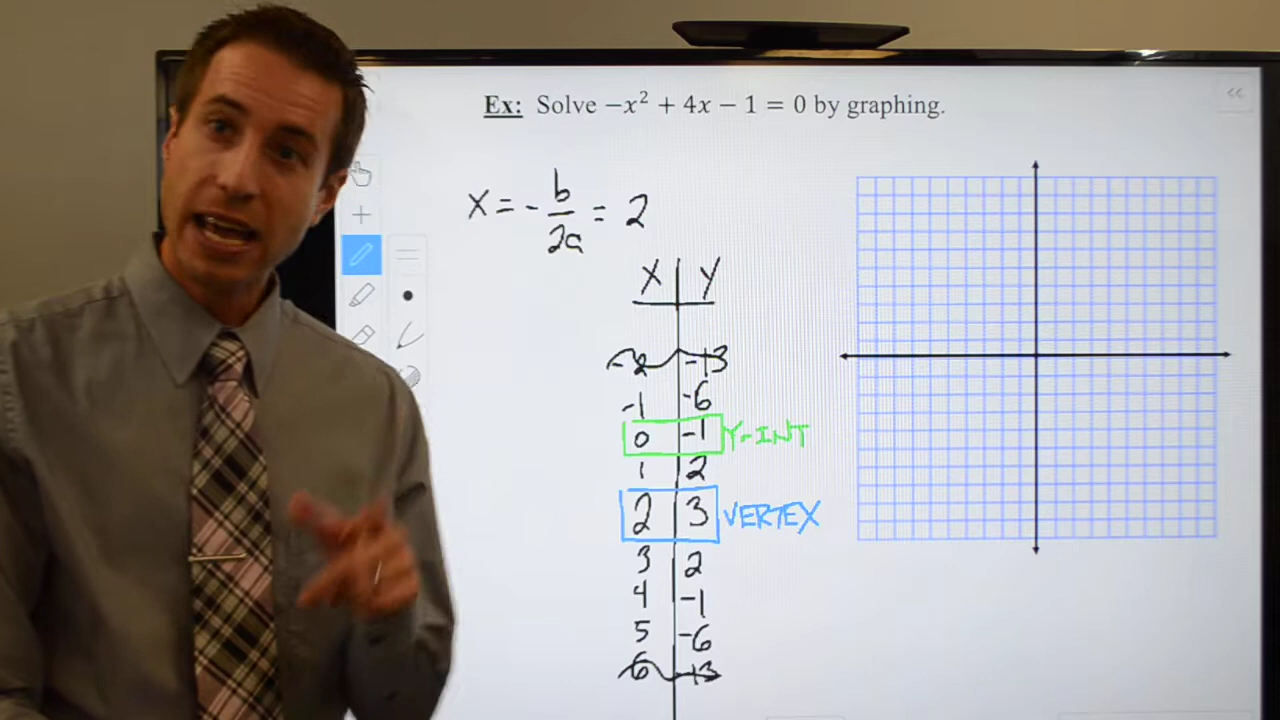 Ex: Solve −x² + 4x − 1 = 0 by graphing.
X = - b/2a = 2
X Y
-2 -13
-1 -6
0 -1 Y-INT
1 2
2 3 VERTEX
3 2
4 -1
5 -6
6 -13